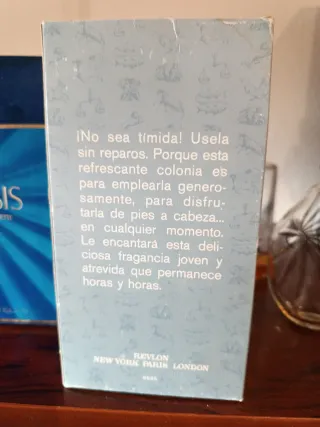 ¡No sea tímida! Usela
sin reparos. Porque esta
refrescante colonia es
para emplearla genero-
samente, para disfru-
tarla de pies a cabeza...
en cualquier momento.
Le encantará esta deli-
ciosa fragancia joven y
atrevida que permanece
horas y horas.
REVLON
NEW YORK PARIS LONDON
SIS